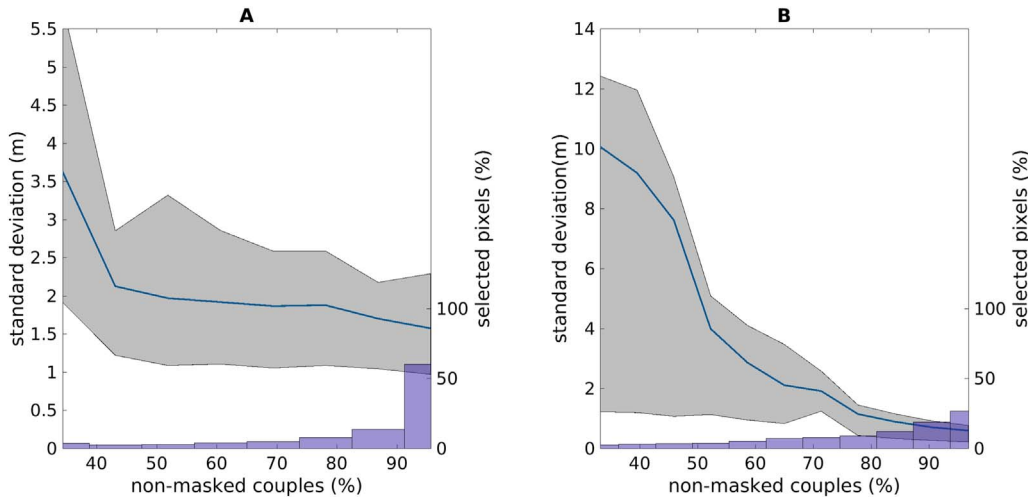 A
5.5
5
4.5
4
3.5
3
2.5
2
1.5
1
0.5
0
standard deviation (m)
100
50
0
selected pixels (%)
40 50 60 70 80 90
non-masked couples (%)
B
14
12
10
8
6
4
2
0
standard deviation(m)
100
50
0
selected pixels (%)
40 50 60 70 80 90
non-masked couples (%)